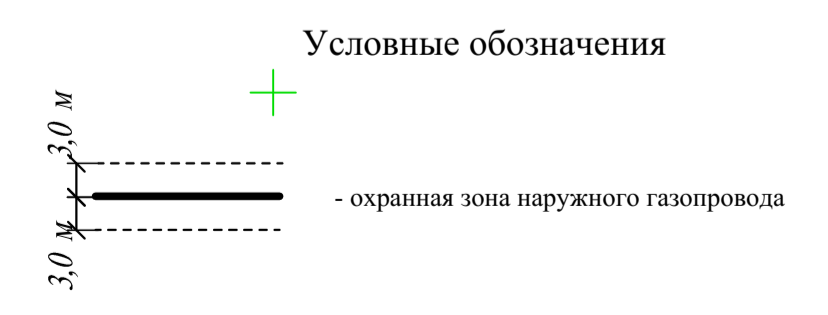 Условные обозначения
3,0 м
- охранная зона наружного газопровода
3,0 м